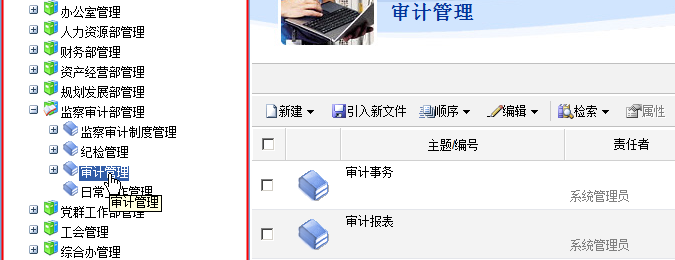 办公室管理
人力资源部管理
财务部管理
资产经营部管理
规划发展部管理
监察审计部管理
监察审计制度管理
纪检管理
审计管理
日常工作管理
审计管理
党群工作部管理
工会管理
综合办管理
审计管理
新建 引入新文件 顺序 编辑 检索 属性
主题/编号 责任者
审计事务
系统管理员
审计报表
系统管理员